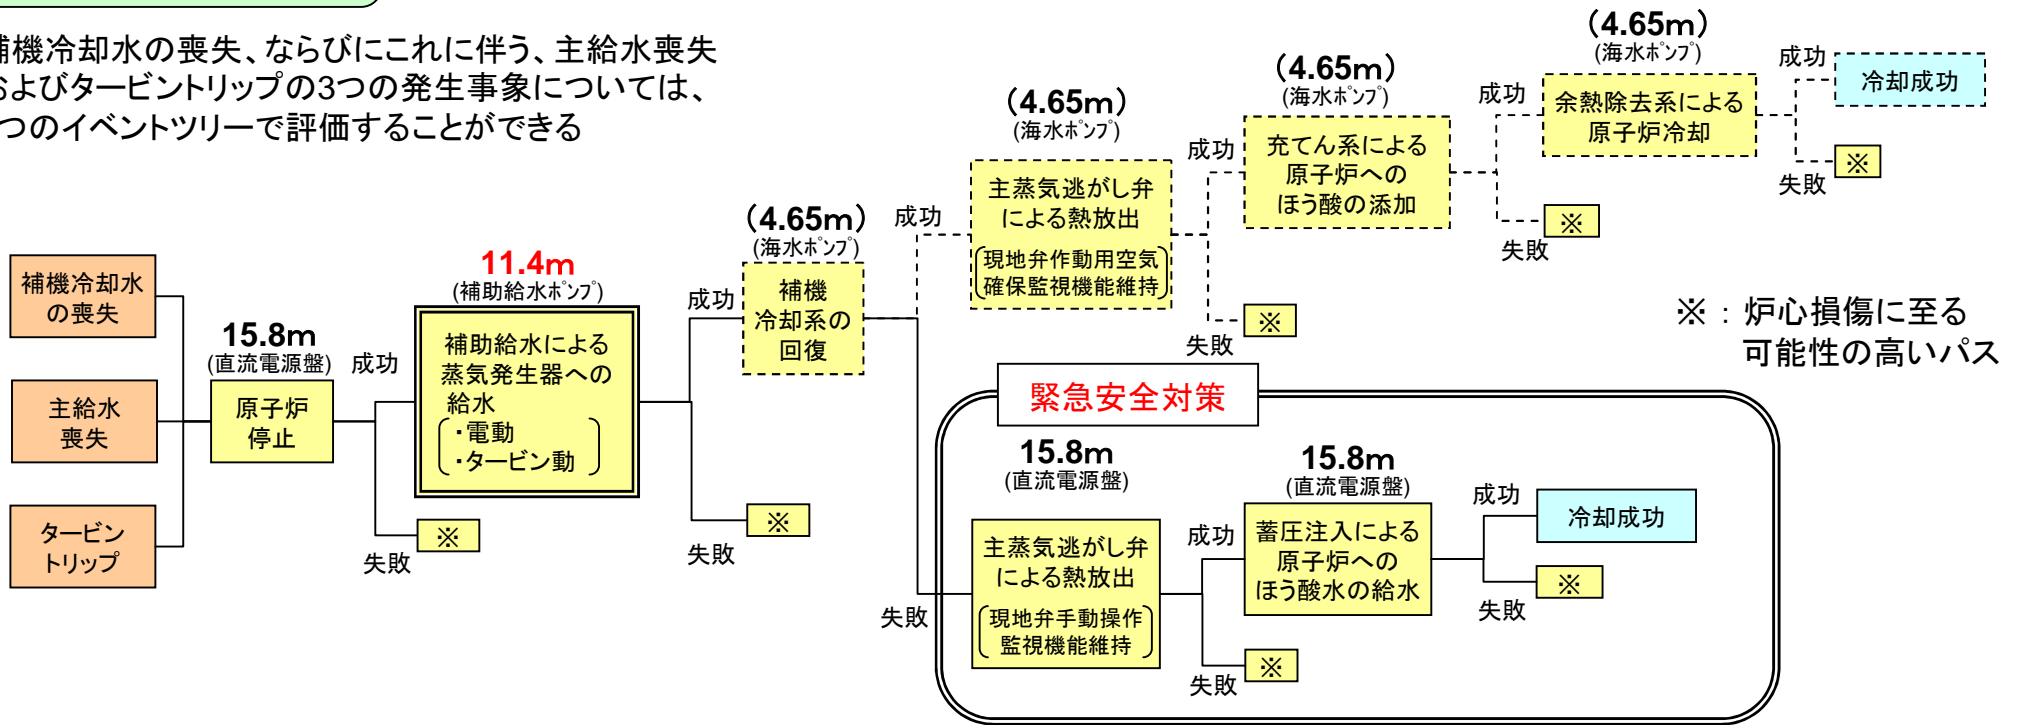 機冷却水の喪失、ならびにこれに伴う、主給水喪失
およびタービントリップの3つの発生事象については、
つのイベントツリーで評価することができる
補機冷却水
の喪失
主給水
喪失
タービン
トリップ
15.8m
(直流電源盤)
原子炉
停止
成功
失敗
※
11.4m
(補助給水ポンプ)
補助給水による
蒸気発生器への
給水
・電動
・タービン動
成功
失敗
※
(4.65m)
(海水ポンプ)
補機
冷却系の
回復
成功
失敗
(4.65m)
(海水ポンプ)
主蒸気逃がし弁
による熱放出
現地弁作動用空気
確保監視機能維持
成功
失敗
※
(4.65m)
(海水ポンプ)
充てん系による
原子炉への
ほう酸の添加
成功
失敗
※
(4.65m)
(海水ポンプ)
余熱除去系による
原子炉冷却
成功
冷却成功
失敗
※
※：炉心損傷に至る
可能性の高いパス
緊急安全対策
15.8m
(直流電源盤)
主蒸気逃がし弁
による熱放出
現地弁手動操作
監視機能維持
成功
失敗
※
15.8m
(直流電源盤)
蓄圧注入による
原子炉への
ほう酸水の給水
成功
冷却成功
失敗
※